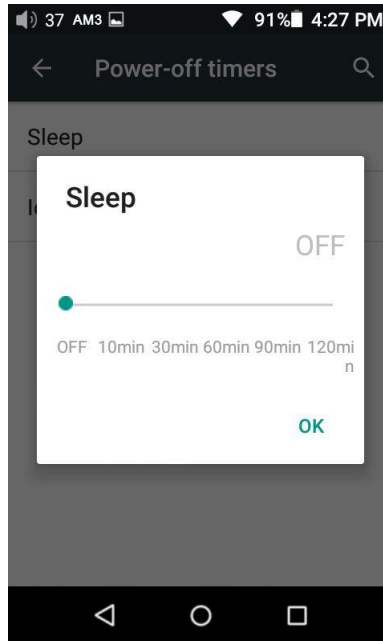 37 AM3 91% 4:27 PM
Power-off timers
Sleep
Sleep
OFF
OFF 10min 30min 60min 90min 120mi
n
OK